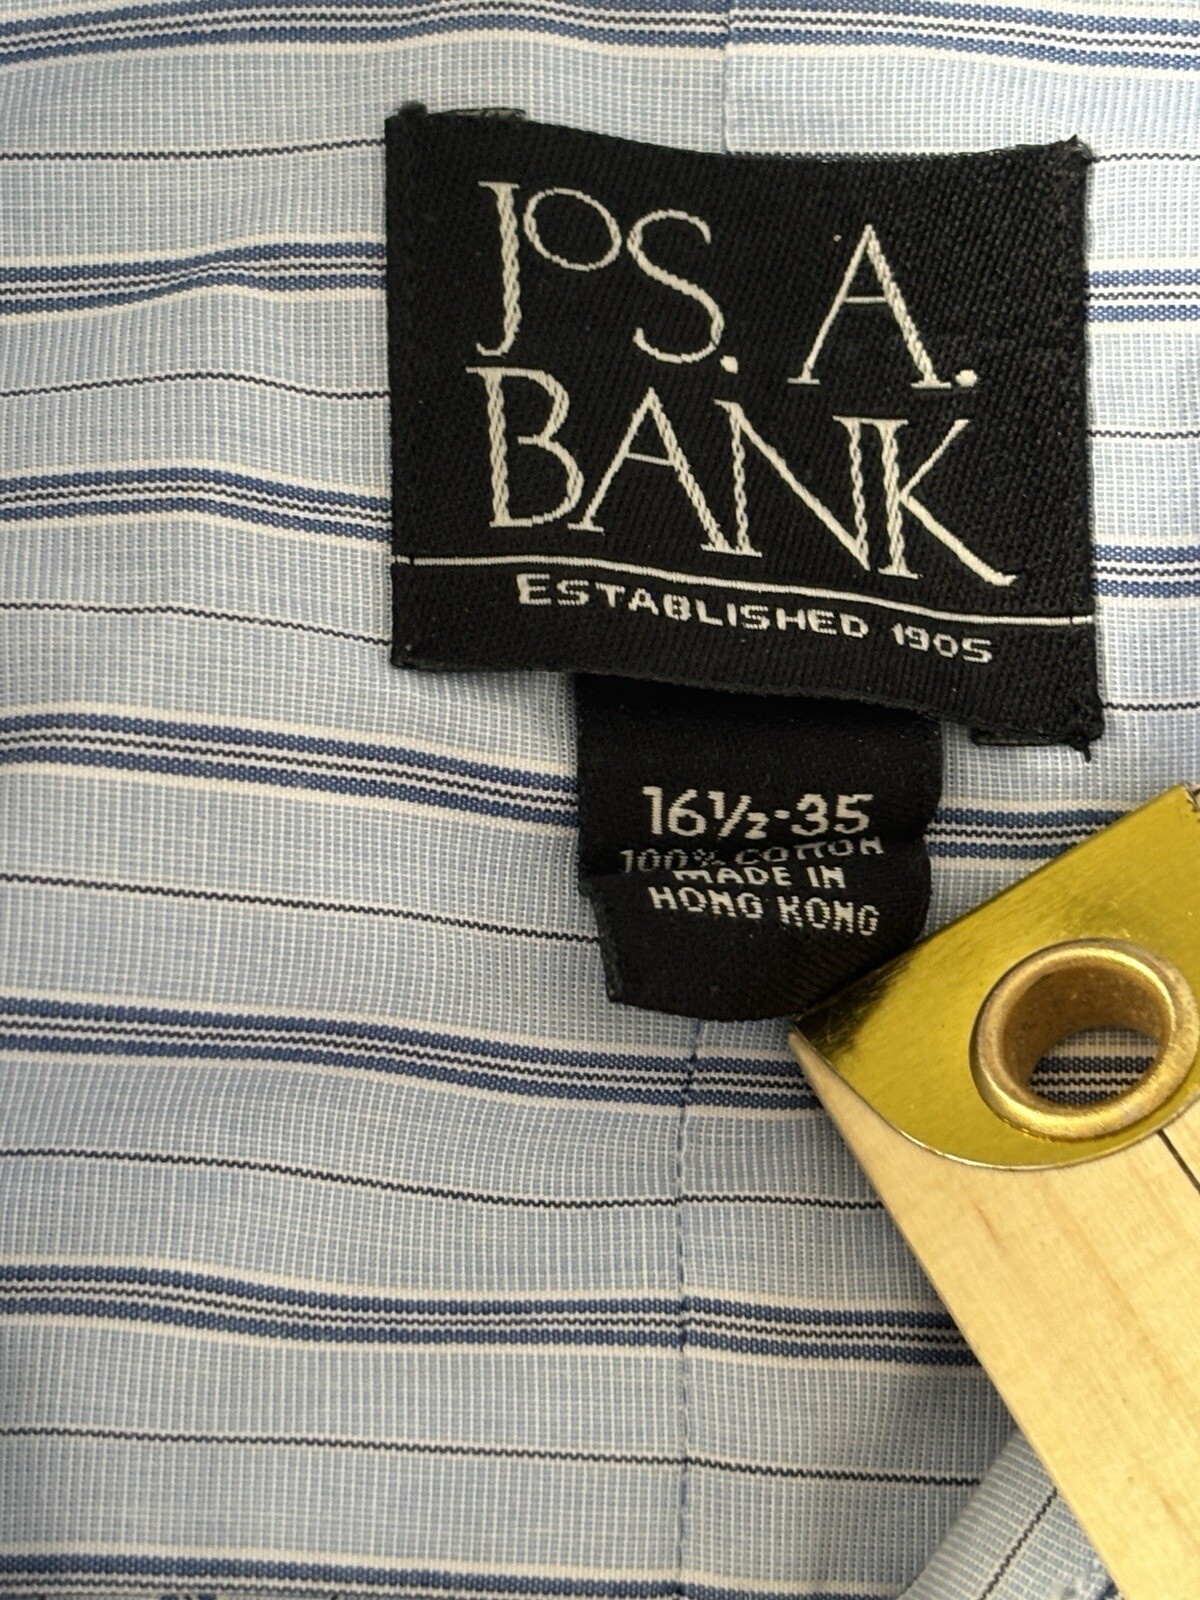 JoS. A.
BANK
ESTABLISHED 1905
16½·35
100% COTTON
MADE IN
HONG KONG